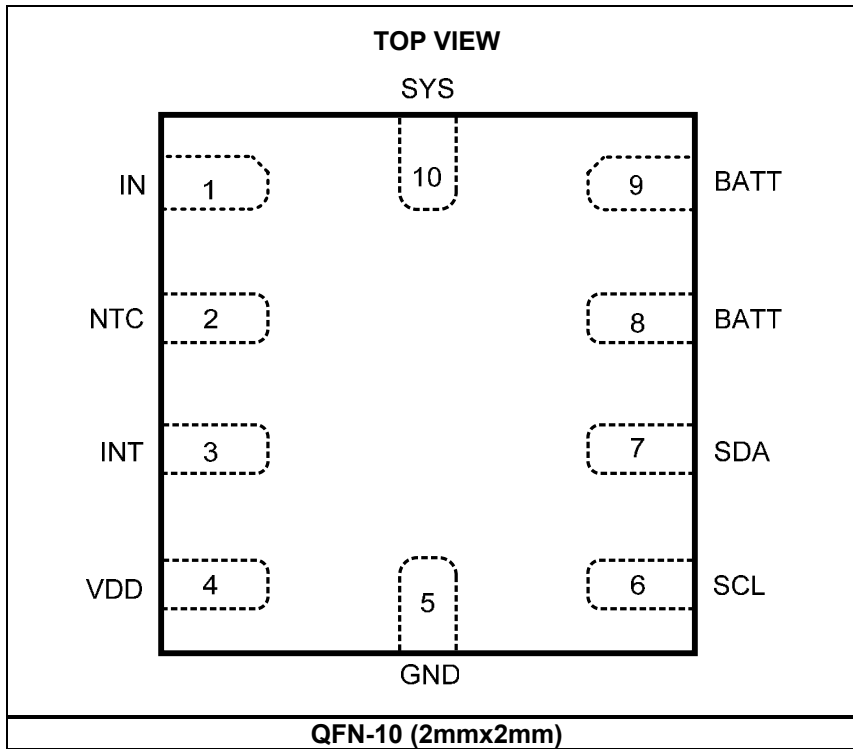 TOP VIEW
SYS
IN 1 10 9 BATT
NTC 2 8 BATT
INT 3 7 SDA
VDD 4 5 6 SCL
GND
QFN-10 (2mmx2mm)